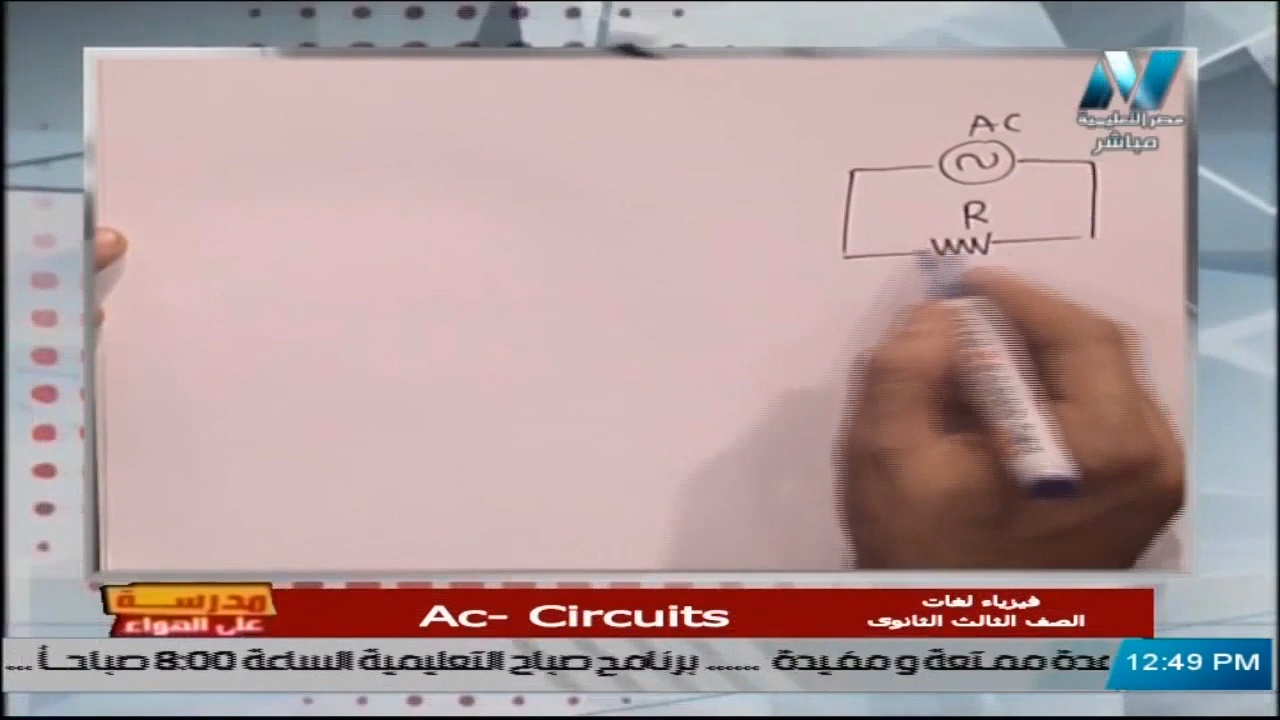 مصر التعليمية
مباشر
AC
R
مدرسة
على الهواء
Ac- Circuits
فيزياء لغات
الصف الثالث الثانوى
عدة ممتعة ومفيدة ...... برنامج صباح التعليمية الساعة 8:00 صباحـاً ...
12:49 PM